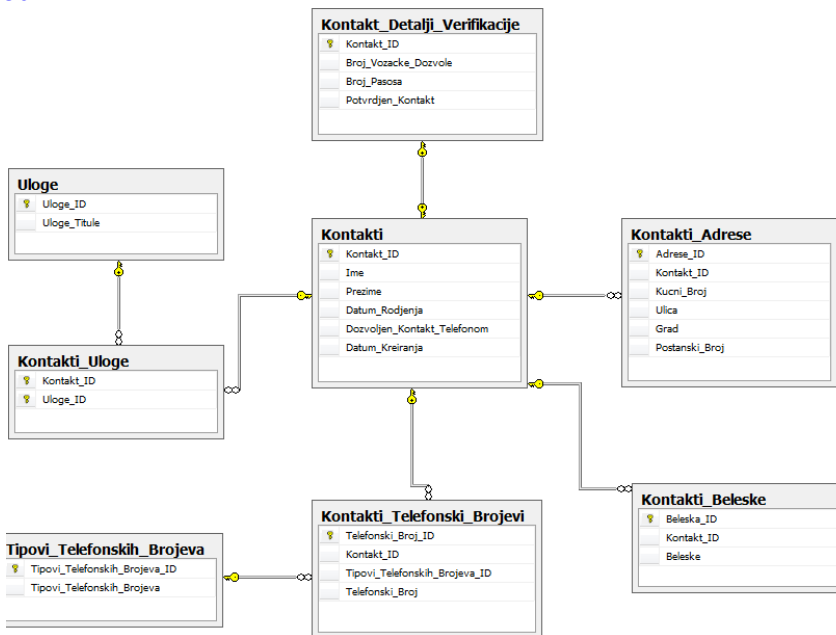 Kontakt_Detalji_Verifikacije
Kontakt_ID
Broj_Vozacke_Dozvole
Broj_Pasosa
Potvrdjen_Kontakt
Uloge
Uloge_ID
Uloge_Titule
Kontakti
Kontakt_ID
Ime
Prezime
Datum_Rodjenja
Dozvoljen_Kontakt_Telefonom
Datum_Kreiranja
Kontakti_Adrese
Adrese_ID
Kontakt_ID
Kucni_Broj
Ulica
Grad
Postanski_Broj
Kontakti_Uloge
Kontakt_ID
Uloge_ID
Kontakti_Beleske
Beleska_ID
Kontakt_ID
Beleske
Kontakti_Telefonski_Brojevi
Telefonski_Broj_ID
Kontakt_ID
Tipovi_Telefonskih_Brojeva_ID
Telefonski_Broj
Tipovi_Telefonskih_Brojeva
Tipovi_Telefonskih_Brojeva_ID
Tipovi_Telefonskih_Brojeva